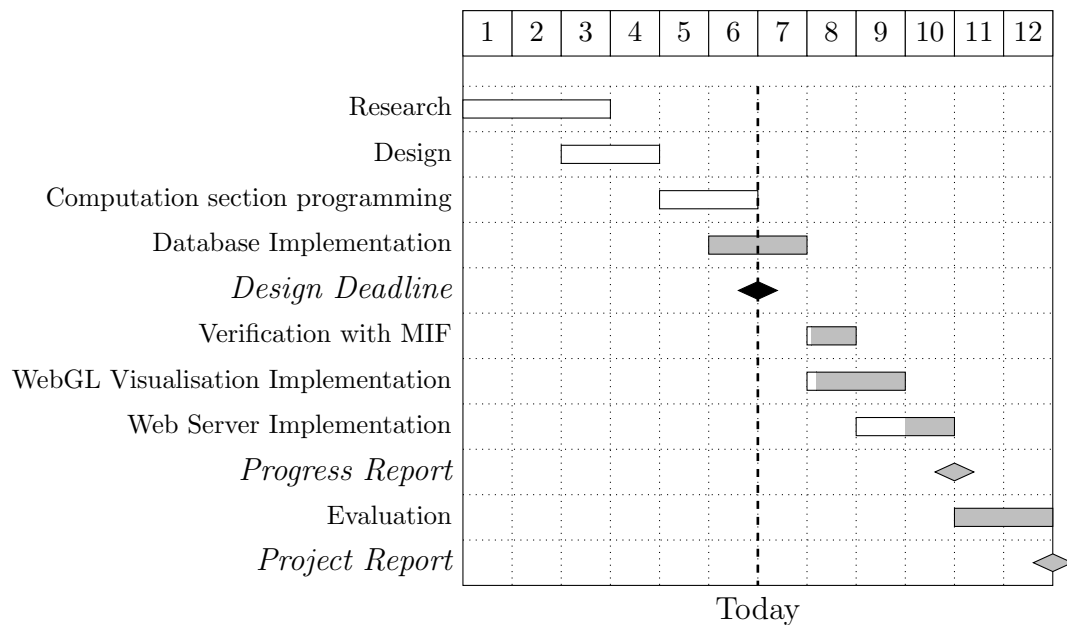 1 2 3 4 5 6 7 8 9 10 11 12
Research
Design
Computation section programming
Database Implementation
Design Deadline
Verification with MIF
WebGL Visualisation Implementation
Web Server Implementation
Progress Report
Evaluation
Project Report
Today